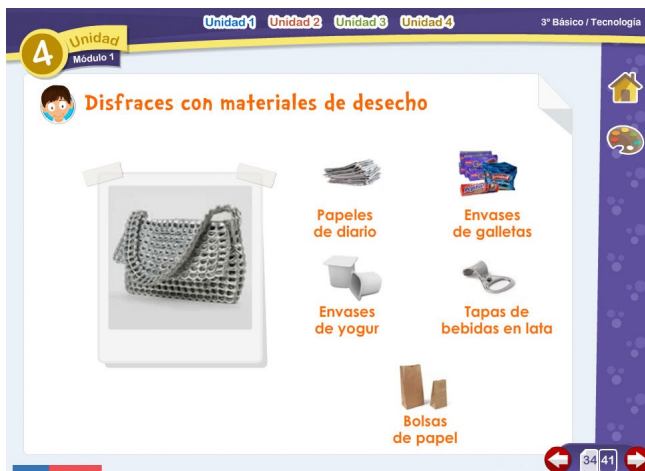 Unidad 1 Unidad 2 Unidad 3 Unidad 4
3º Básico / Tecnología
4 Unidad
Módulo 1
Disfraces con materiales de desecho
Papeles
de diario
Envases
de galletas
Envases
de yogur
Tapas de
bebidas en lata
Bolsas
de papel
34 41